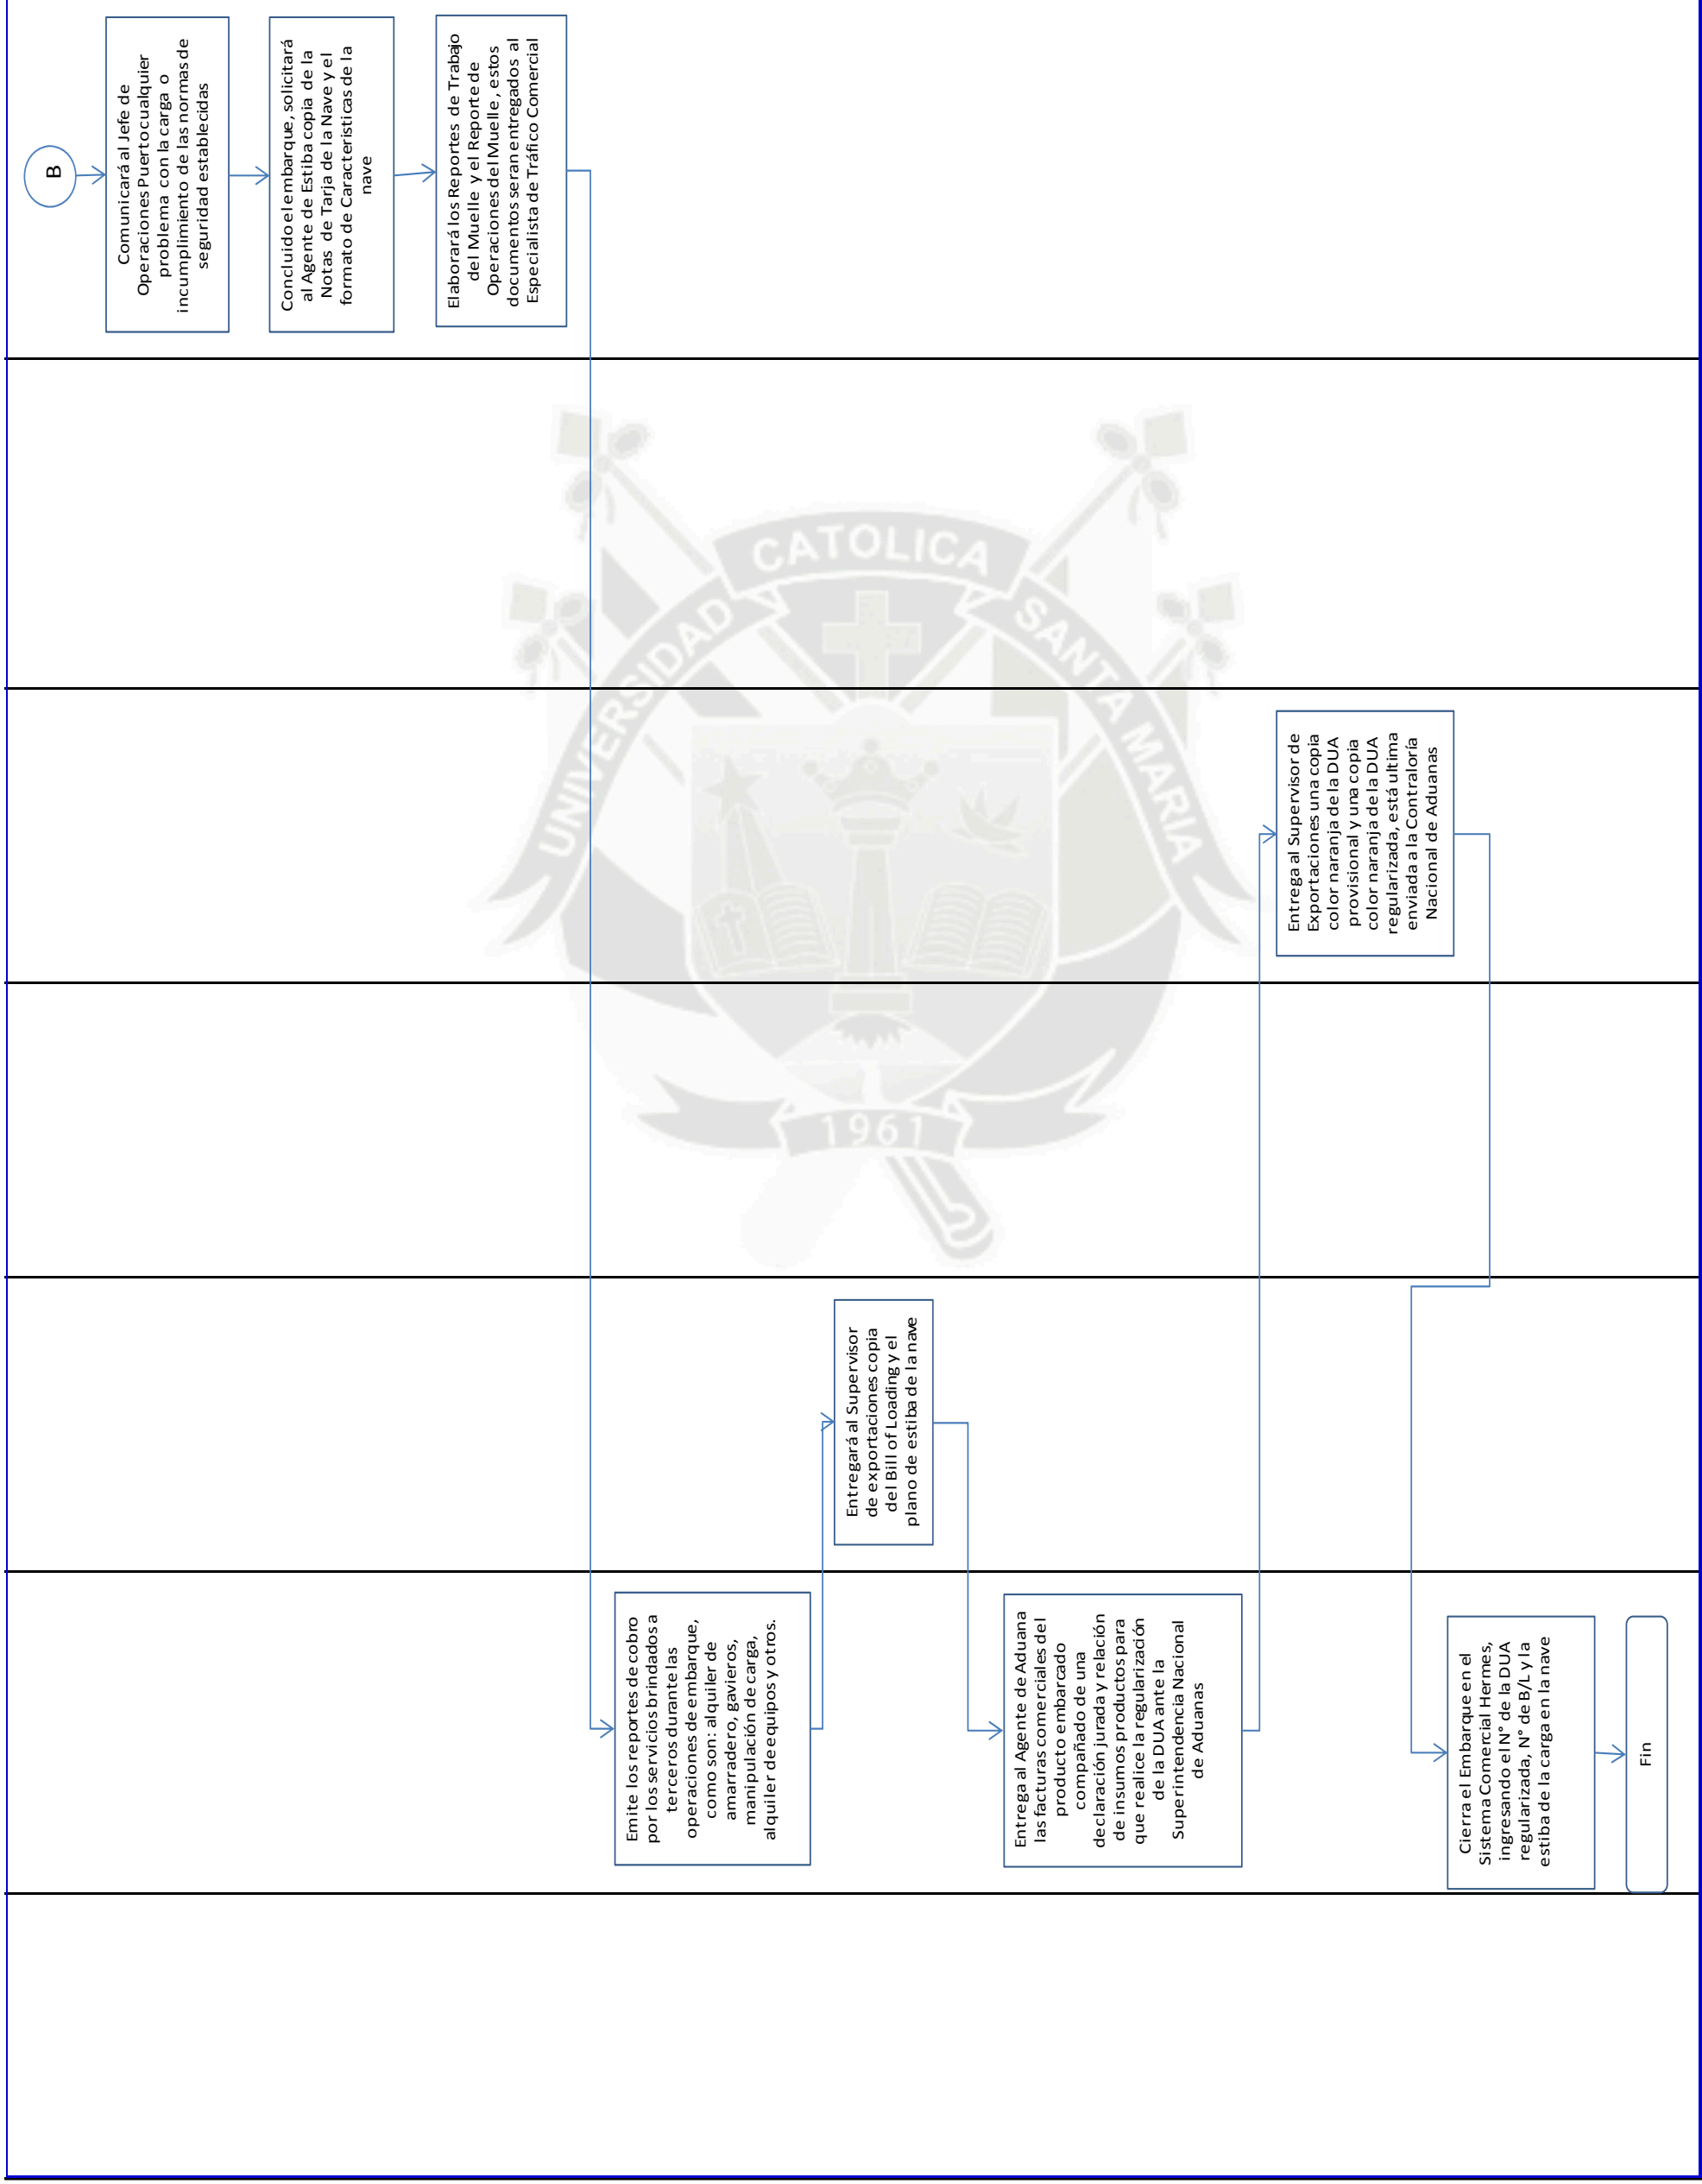 B
Comunicará al Jefe de
Operaciones Puerto cualquier
problema con la carga o
incumplimiento de las normas de
seguridad establecidas
Concluido el embarque, solicitará
al Agente de Estiba copia de la
Notas de Tarja de la Nave y el
formato de Caracteristicas de la
nave
Elaborará los Reportes de Trabajo
del Muelle y el Reporte de
Operaciones del Muelle , estos
documentos seran entregados al
Especialista de Tráfico Comercial
Emite los reportes de cobro
por los servicios brindados a
terceros durante las
operaciones de embarque,
como son: alquiler de
amarradero, gavieros,
manipulación de carga,
alquiler de equipos y otros.
Entregará al Supervisor
de exportaciones copia
del Bill of Loading y el
plano de estiba de la nave
Entrega al Agente de Aduana
las facturas comerciales del
producto embarcado
compañado de una
declaración jurada y relación
de insumos productos para
que realice la regularización
de la DUA ante la
Superintendencia Nacional
de Aduanas
Entrega al Supervisor de
Exportaciones una copia
color naranja de la DUA
provisional y una copia
color naranja de la DUA
regularizada, está ultima
enviada a la Contraloría
Nacional de Aduanas
Cierra el Embarque en el
Sistema Comercial Hermes,
ingresando el N° de la DUA
regularizada, N° de B/L y la
estiba de la carga en la nave
Fin
UNIVERSIDAD
CATOLICA
SANTA MARIA
1961